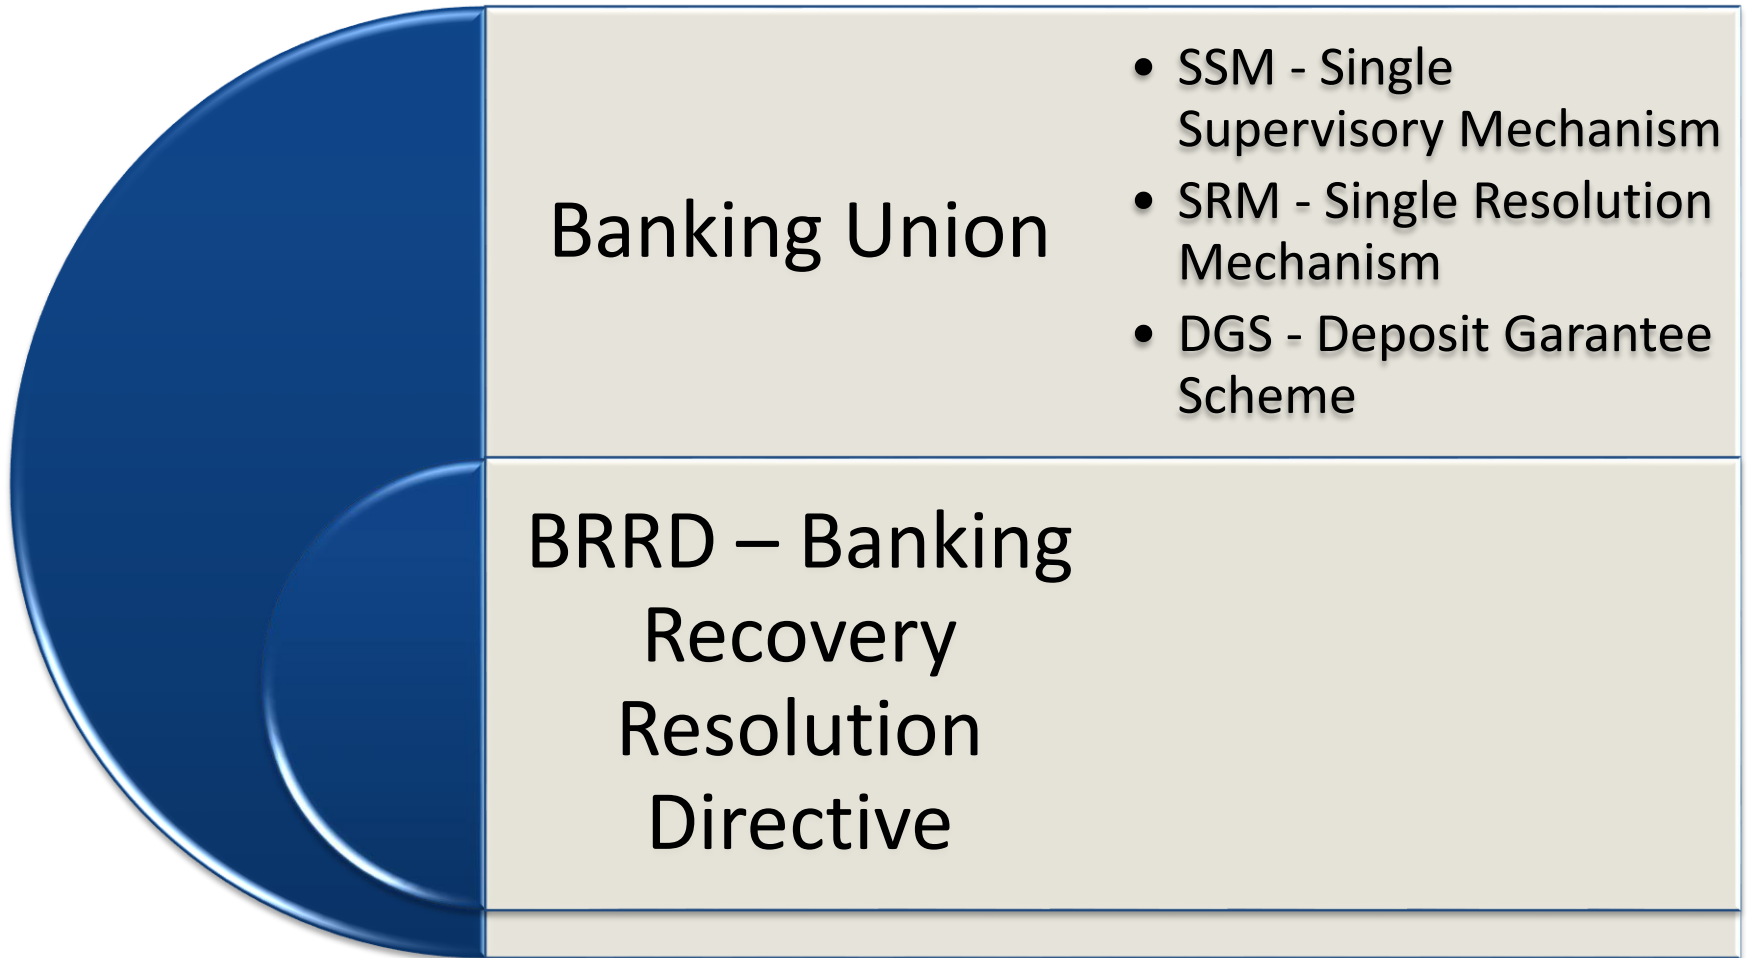 Banking Union
• SSM - Single
Supervisory Mechanism
• SRM - Single Resolution
Mechanism
• DGS - Deposit Garantee
Scheme
BRRD – Banking
Recovery
Resolution
Directive